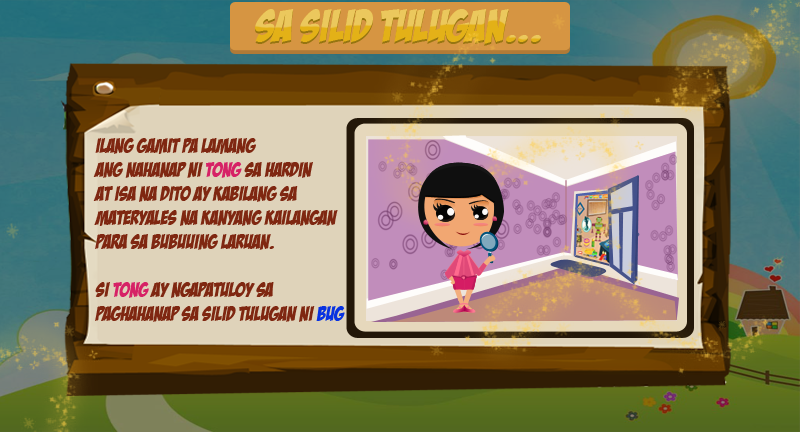 SA SILID TULUGAN...
ILANG GAMIT PA LAMANG
ANG NAHANAP NI TONG SA HARDIN
AT ISA NA DITO AY KABILANG SA
MATERYALES NA KANYANG KAILANGAN
PARA SA BUBUUING LARUAN.
SI TONG AY NGAPATULOY SA
PAGHAHANAP SA SILID TULUGAN NI BUG